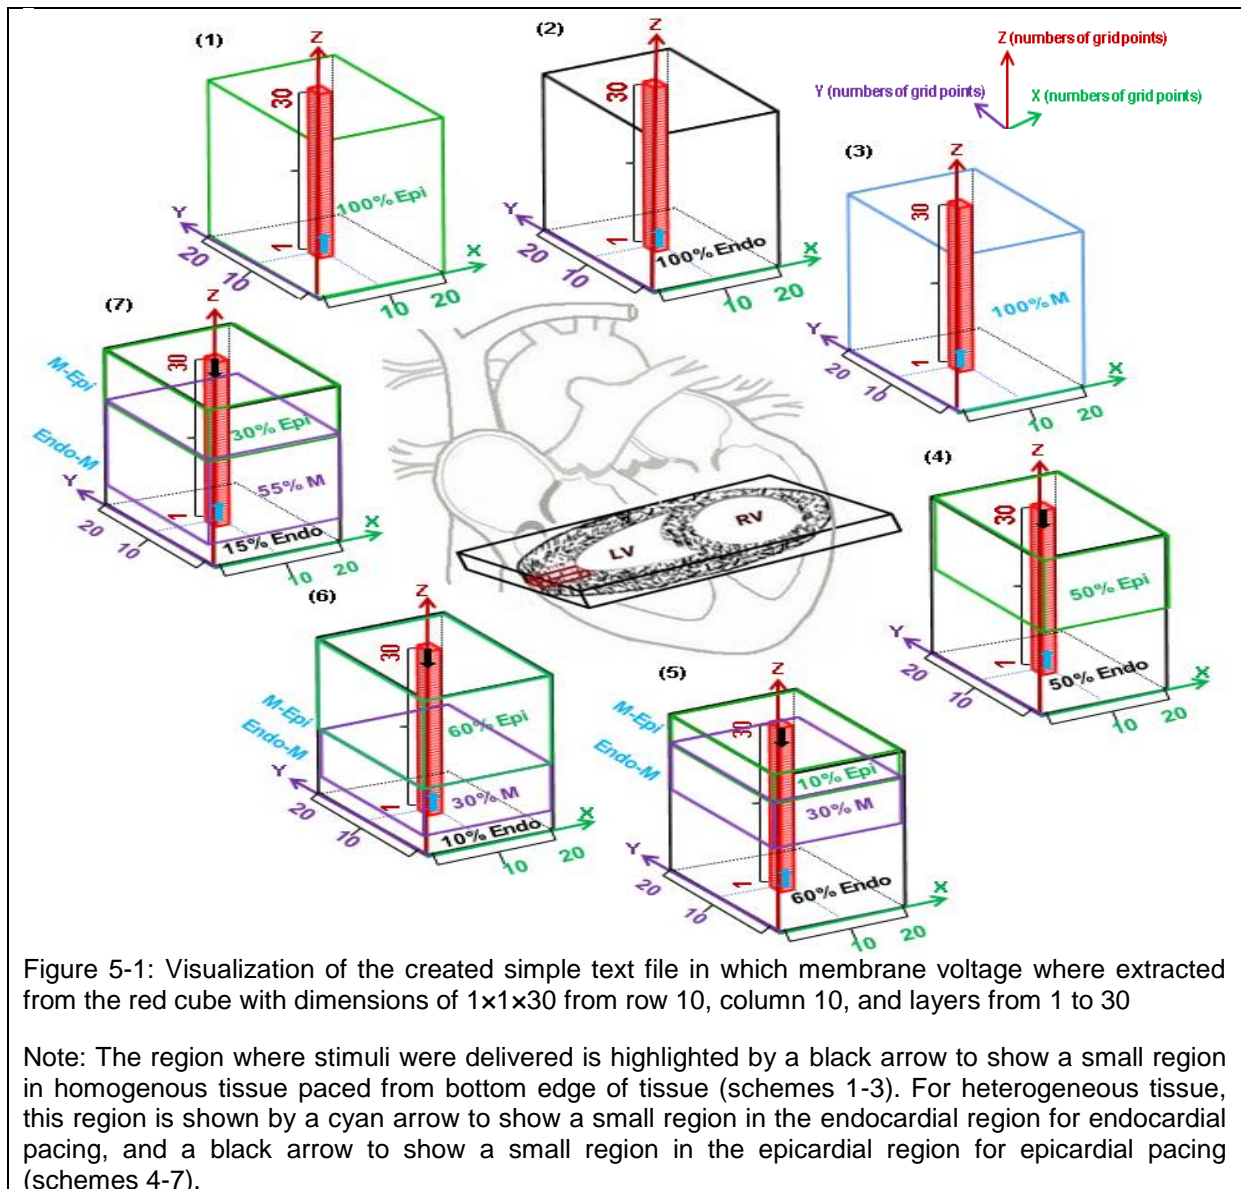 (1)
Z
30
1
100% Epi
Y
20
10
X
10
20
(2)
Z
30
1
100% Endo
Y
20
10
X
10
20
Z (numbers of grid points)
Y (numbers of grid points)
X (numbers of grid points)
(3)
Z
30
1
100% M
Y
20
10
X
10
20
(7)
Z
30
M-Epi
30% Epi
Endo-M
55% M
1
15% Endo
Y
20
10
X
10
20
LV
RV
(4)
Z
30
50% Epi
1
50% Endo
Y
20
10
X
10
20
(6)
Z
30
M-Epi
60% Epi
Endo-M
30% M
1
10% Endo
Y
20
10
X
10
20
(5)
Z
30
M-Epi
10% Epi
Endo-M
30% M
1
60% Endo
Y
20
10
X
10
20
Figure 5-1: Visualization of the created simple text file in which membrane voltage where extracted
from the red cube with dimensions of 1×1×30 from row 10, column 10, and layers from 1 to 30
Note: The region where stimuli were delivered is highlighted by a black arrow to show a small region
in homogenous tissue paced from bottom edge of tissue (schemes 1-3). For heterogeneous tissue,
this region is shown by a cyan arrow to show a small region in the endocardial region for endocardial
pacing, and a black arrow to show a small region in the epicardial region for epicardial pacing
(schemes 4-7).